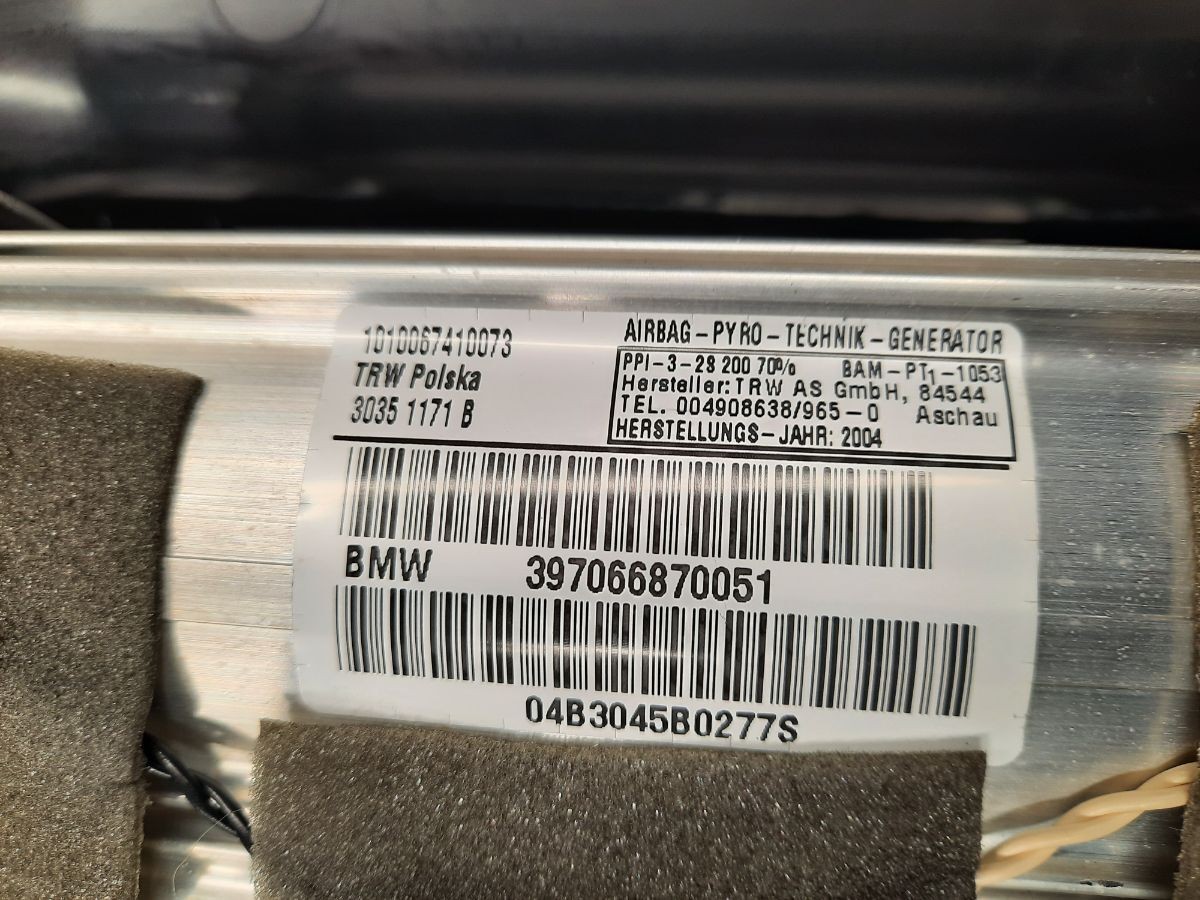 1010067410073
TRW Polska
3035 1171 B
AIRBAG-PYRO-TECHNIK-GENERATOR
PPI-3-28 200 70% BAM-PT1-1053
Hersteller: TRW AS GmbH, 84544
TEL. 004908638/965-0 Aschau
HERSTELLUNGS-JAHR: 2004
BMW 397066870051
04B3045B0277S